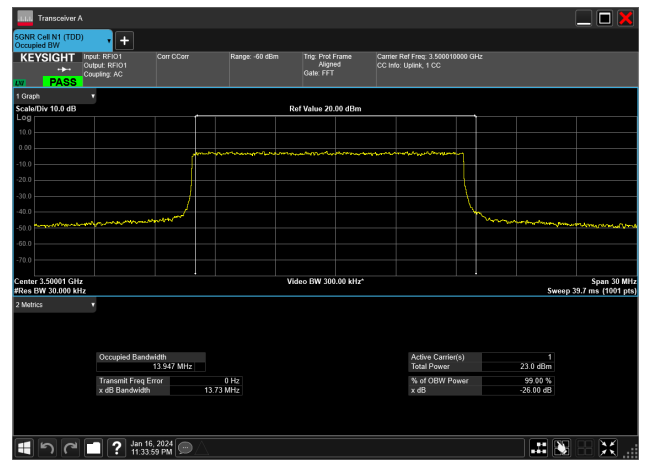 Transceiver A
5GNR Cell N1 (TDD)
Occupied BW
KEYSIGHT
LXI
PASS
Input: RFIO1
Output: RFIO1
Coupling: AC
Corr CCorr
Range: -60 dBm
Trig: Prot Frame
Aligned
Gate: FFT
Carrier Ref Freq: 3.500010000 GHz
CC Info: Uplink, 1 CC
1 Graph
Scale/Div 10.0 dB
Ref Value 20.00 dBm
Log
10.0
0.00
-10.0
-20.0
-30.0
-40.0
-50.0
-60.0
-70.0
Center 3.50001 GHz
Video BW 300.00 kHz*
Span 30 MHz
#Res BW 30.000 kHz
Sweep 39.7 ms (1001 pts)
2 Metrics
Occupied Bandwidth
13.947 MHz
Active Carrier(s) 1
Total Power 23.0 dBm
Transmit Freq Error 0 Hz
x dB Bandwidth 13.73 MHz
% of OBW Power 99.00 %
x dB -26.00 dB
?
Jan 16, 2024
11:33:59 PM